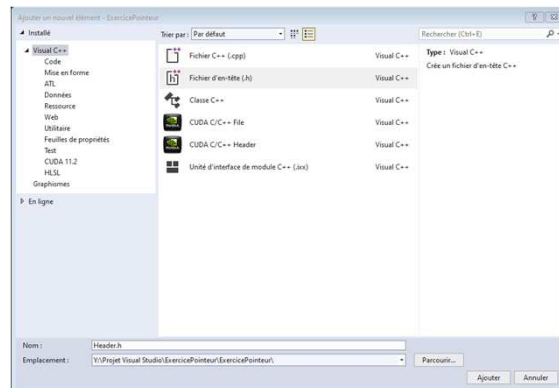 Ajouter un nouvel élément - ExercicePointeur
Installé
Trier par : Par défaut
Rechercher (Ctrl+E)
Visual C++
Code
Mise en forme
ATL
Données
Ressource
Web
Utilitaire
Feuilles de propriétés
Test
CUDA 11.2
HLSL
Graphismes
En ligne
Fichier C++ (.cpp) Visual C++
Fichier d'en-tête (.h) Visual C++
Classe C++ Visual C++
CUDA C/C++ File Visual C++
CUDA C/C++ Header Visual C++
Unité d'interface de module C++ (.ixx) Visual C++
Type : Visual C++
Crée un fichier d'en-tête C++
Nom : Header.h
Emplacement : Y:\Projet Visual Studio\ExercicePointeur\ExercicePointeur\
Parcourir...
Ajouter Annuler